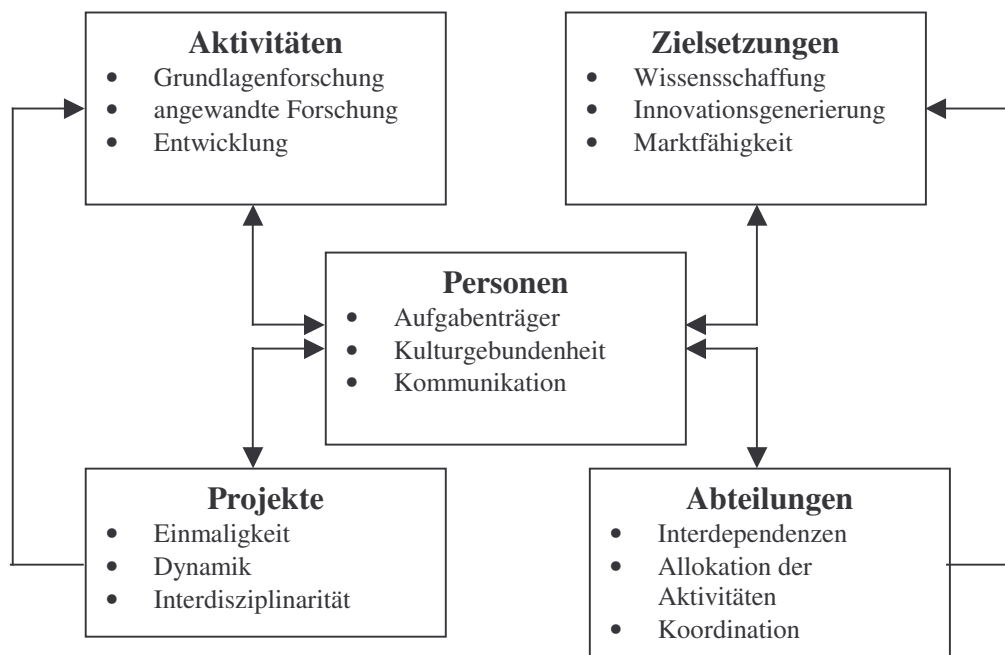 Aktivitäten
• Grundlagenforschung
• angewandte Forschung
• Entwicklung
Zielsetzungen
• Wissensschaffung
• Innovationsgenerierung
• Marktfähigkeit
Personen
• Aufgabenträger
• Kulturgebundenheit
• Kommunikation
Projekte
• Einmaligkeit
• Dynamik
• Interdisziplinarität
Abteilungen
• Interdependenzen
• Allokation der
Aktivitäten
• Koordination